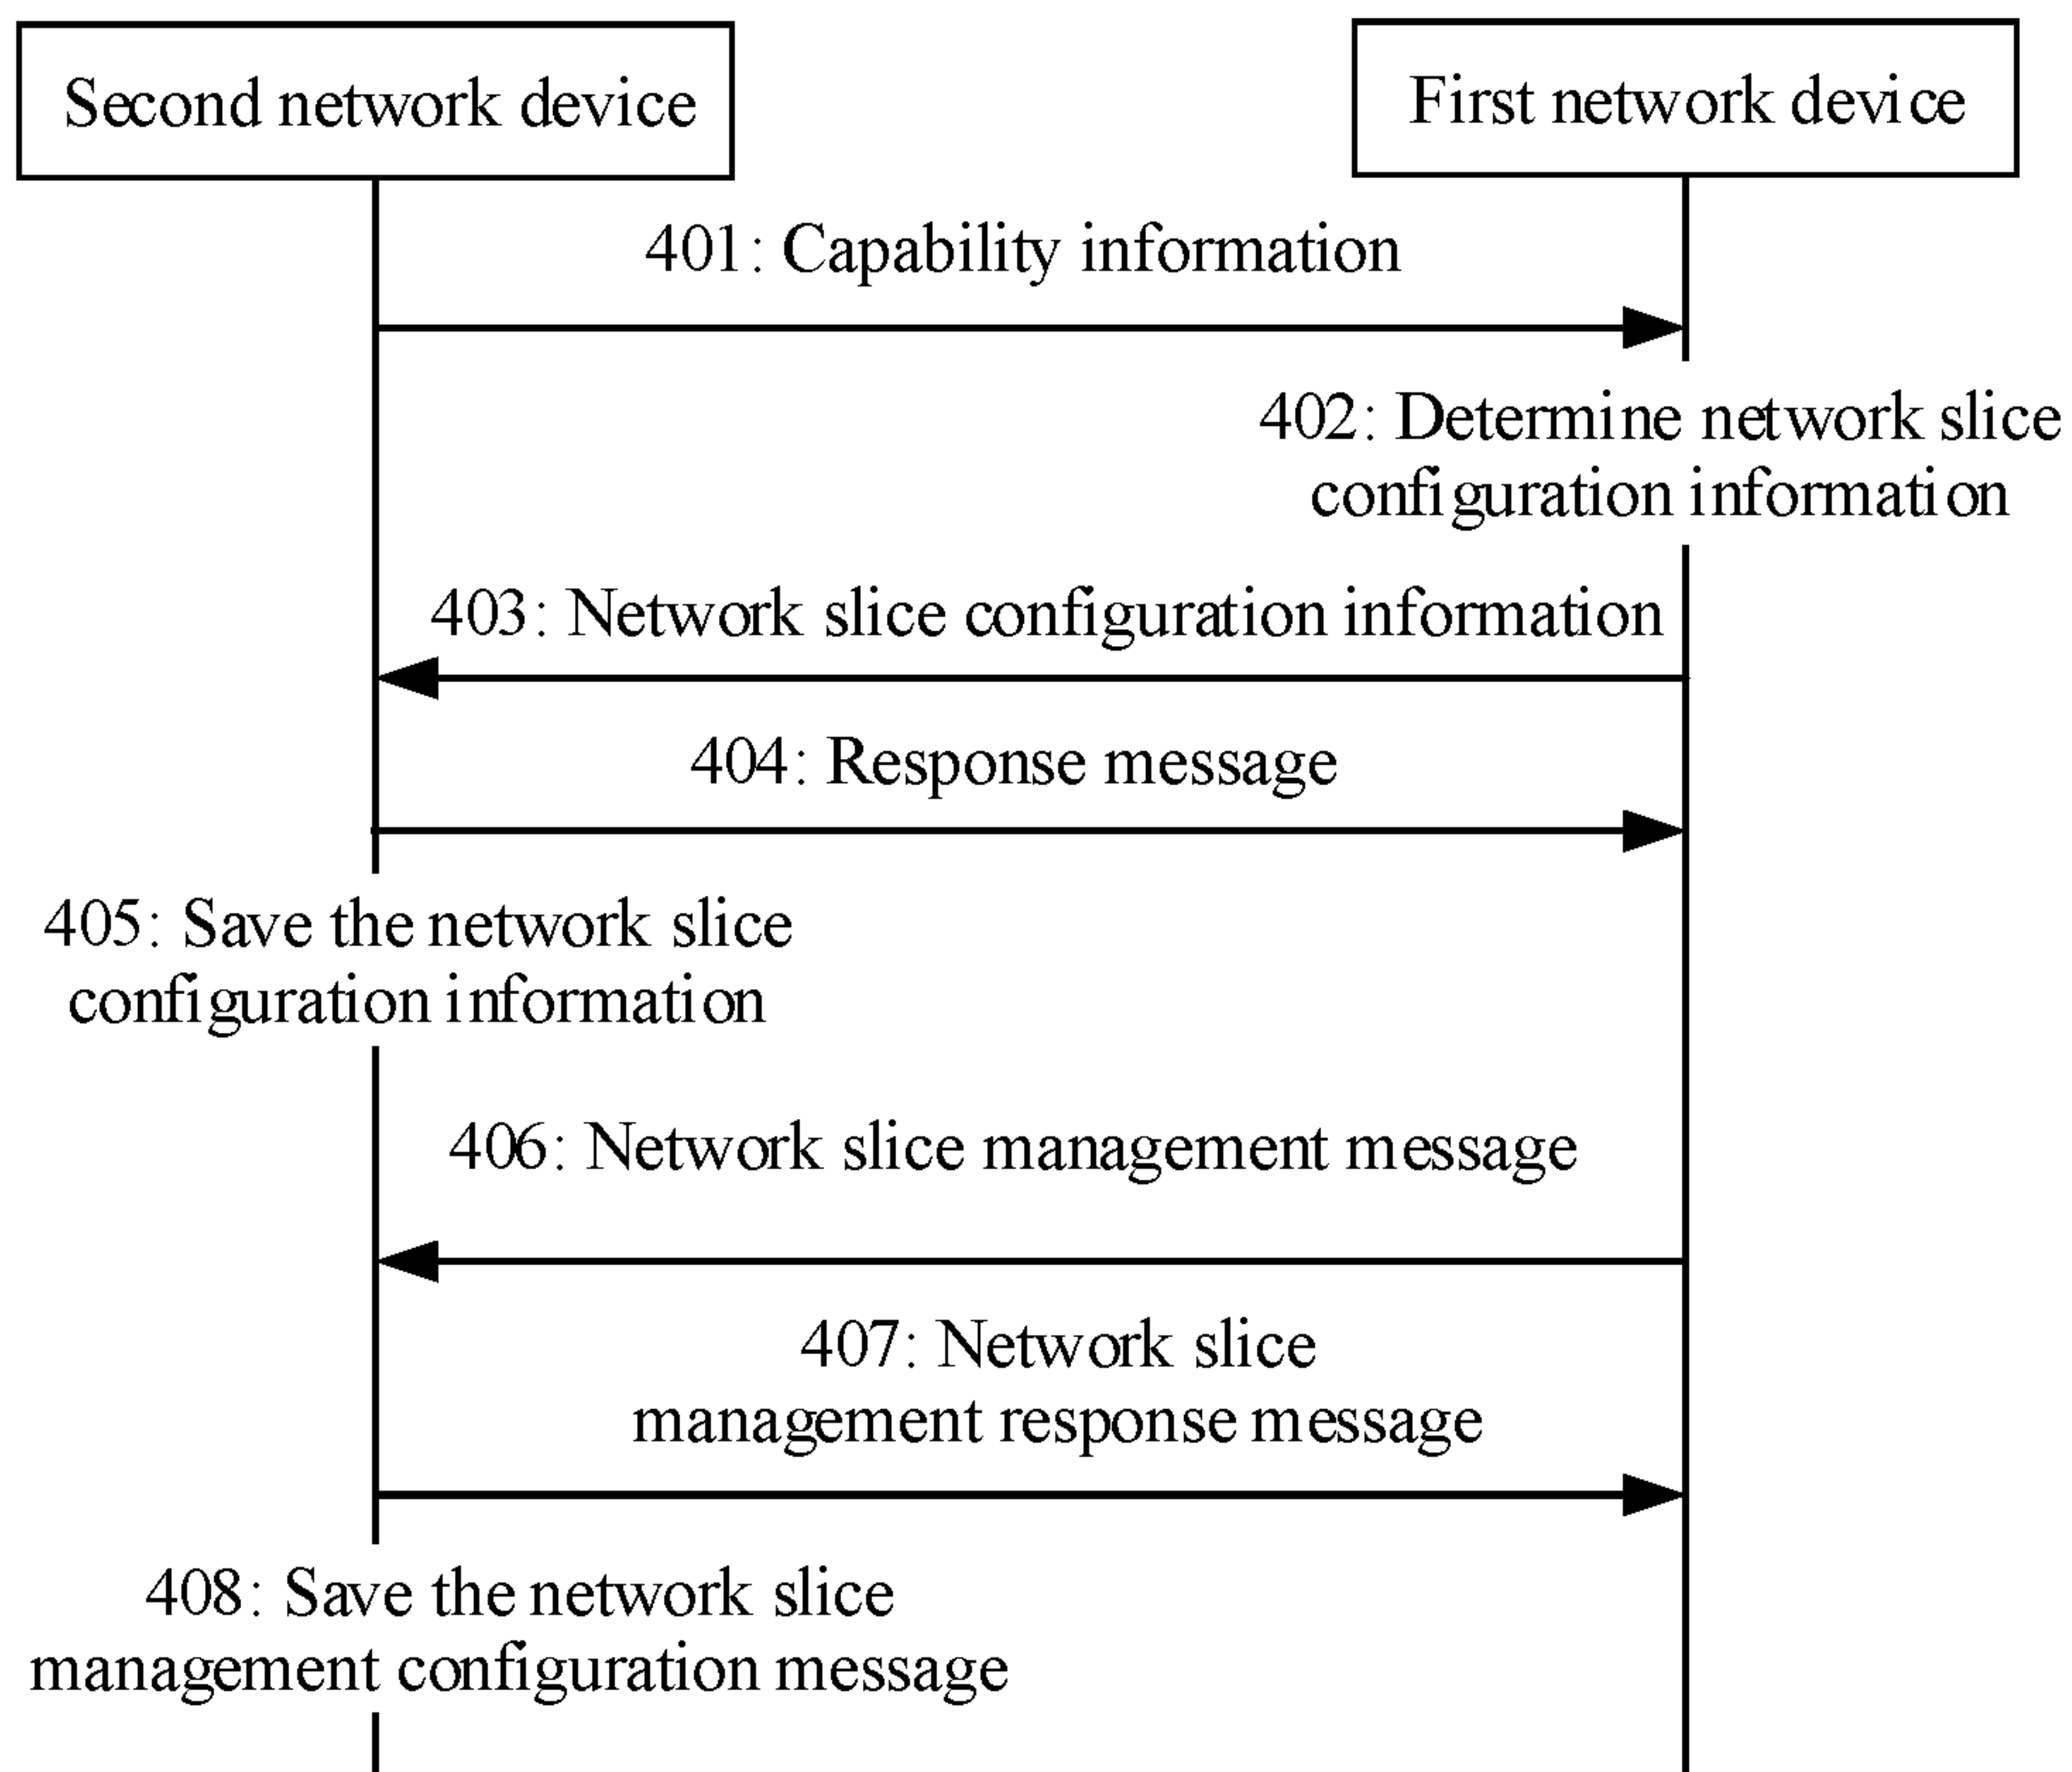 Second network device
First network device
401: Capability information
402: Determine network slice
configuration information
403: Network slice configuration information
404: Response message
405: Save the network slice
configuration information
406: Network slice management message
407: Network slice
management response message
408: Save the network slice
management configuration message